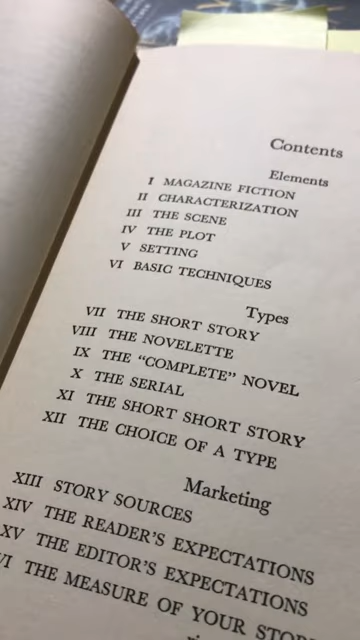 Contents
Elements
I MAGAZINE FICTION
II CHARACTERIZATION
III THE SCENE
IV THE PLOT
V SETTING
VI BASIC TECHNIQUES
Types
VII THE SHORT STORY
VIII THE NOVELETTE
IX THE "COMPLETE" NOVEL
X THE SERIAL
XI THE SHORT SHORT STORY
XII THE CHOICE OF A TYPE
Marketing
XIII STORY SOURCES
XIV THE READER'S EXPECTATIONS
XV THE EDITOR'S EXPECTATIONS
VI THE MEASURE OF YOUR